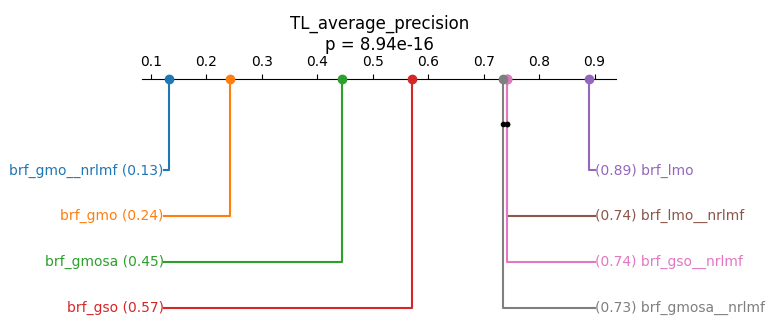 TL_average_precision
p = 8.94e-16
0.1 0.2 0.3 0.4 0.5 0.6 0.7 0.8 0.9
brf_gmo__nrlmf (0.13) (0.89) brf_lmo
brf_gmo (0.24) (0.74) brf_lmo__nrlmf
brf_gmosa (0.45) (0.74) brf_gso__nrlmf
brf_gso (0.57) (0.73) brf_gmosa__nrlmf